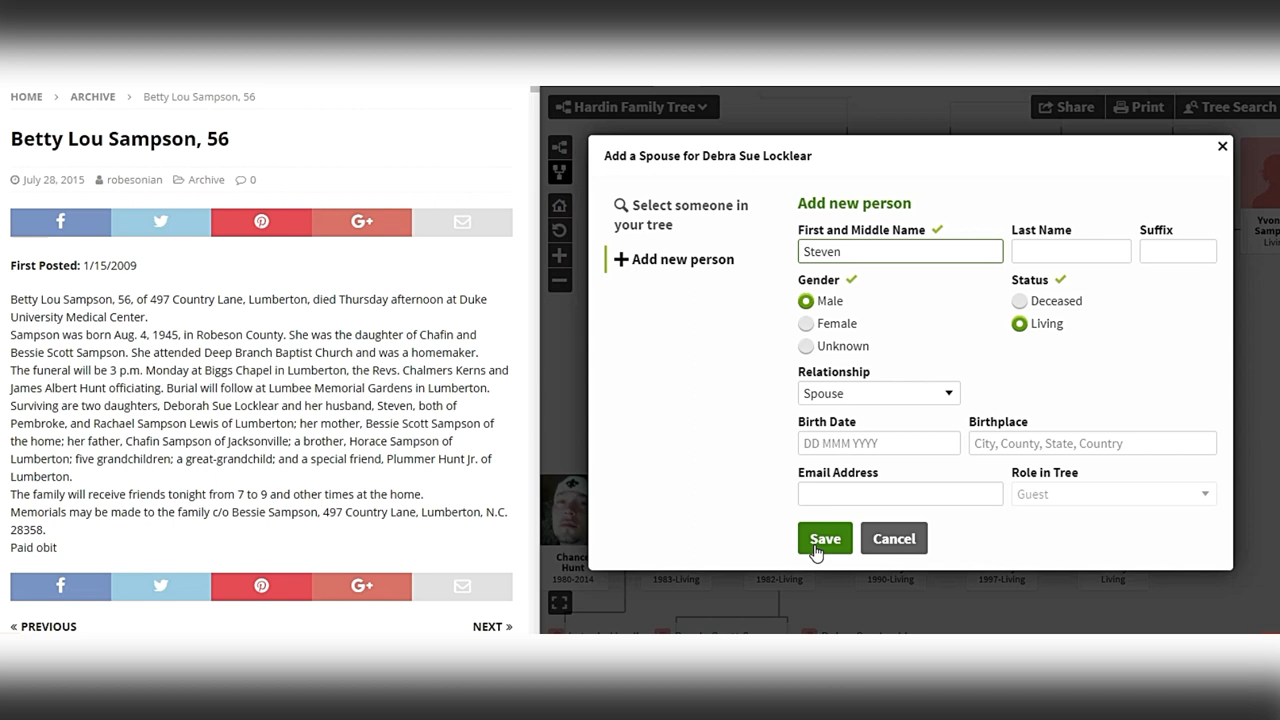 HOME > ARCHIVE > Betty Lou Sampson, 56
Betty Lou Sampson, 56
July 28, 2015 robesonian Archive 0
f G+
First Posted: 1/15/2009
Betty Lou Sampson, 56, of 497 Country Lane, Lumberton, died Thursday afternoon at Duke
University Medical Center.
Sampson was born Aug. 4, 1945, in Robeson County. She was the daughter of Chafin and
Bessie Scott Sampson. She attended Deep Branch Baptist Church and was a homemaker.
The funeral will be 3 p.m. Monday at Biggs Chapel in Lumberton, the Revs. Chalmers Kerns and
James Albert Hunt officiating. Burial will follow at Lumbee Memorial Gardens in Lumberton.
Surviving are two daughters, Deborah Sue Locklear and her husband, Steven, both of
Pembroke, and Rachael Sampson Lewis of Lumberton; her mother, Bessie Scott Sampson of
the home; her father, Chafin Sampson of Jacksonville; a brother, Horace Sampson of
Lumberton; five grandchildren; a great-grandchild; and a special friend, Plummer Hunt Jr. of
Lumberton.
The family will receive friends tonight from 7 to 9 and other times at the home.
Memorials may be made to the family c/o Bessie Sampson, 497 Country Lane, Lumberton, N.C.
28358.
Paid obit
f G+
« PREVIOUS NEXT »
Hardin Family Tree
Share Print Tree Search
Add a Spouse for Debra Sue Locklear
Select someone in
your tree
+ Add new person
Add new person
First and Middle Name Last Name Suffix
Steven
Gender Status
Male Deceased
Female Living
Unknown
Relationship
Spouse
Birth Date Birthplace
DD MMM YYYY City, County, State, Country
Email Address Role in Tree
Guest
Save Cancel
Chance
Hunt
1980-2014 1983-Living 1982-Living 1990-Living 1997-Living Living